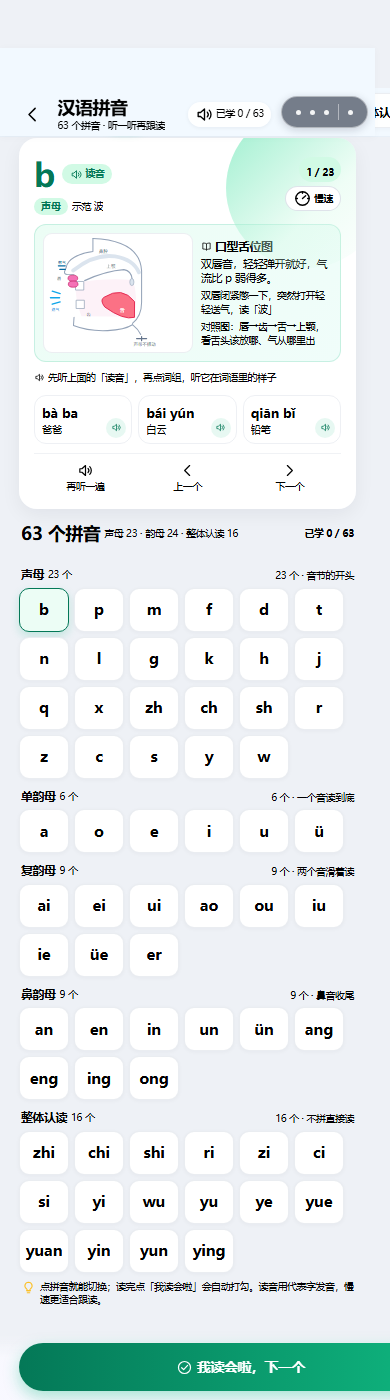 汉语拼音
63 个拼音 · 听一听再跟读
已学 0 / 63
b
读音
1 / 23
声母 示范 波
慢速
口型舌位图
双唇音，轻轻弹开就好，气
流比 p 弱得多。
双唇闭紧憋一下，突然打开轻
轻送气，读「波」
对照图：唇→齿→舌→上颚，
看舌头该放哪、气从哪里出
先听上面的「读音」，再点词组，听它在词语里的样子
bà ba
爸爸
bái yún
白云
qiān bǐ
铅笔
再听一遍
上一个
下一个
63 个拼音 声母 23 · 韵母 24 · 整体认读 16
已学 0 / 63
声母 23 个
23 个 · 音节的开头
b p m f d t
n l g k h j
q x zh ch sh r
z c s y w
单韵母 6 个
6 个 · 一个音读到底
a o e i u ü
复韵母 9 个
9 个 · 两个音滑着读
ai ei ui ao ou iu
ie üe er
鼻韵母 9 个
9 个 · 鼻音收尾
an en in un ün ang
eng ing ong
整体认读 16 个
16 个 · 不拼直接读
zhi chi shi ri zi ci
si yi wu yu ye yue
yuan yin yun ying
点拼音就能切换；读完点「我读会啦」会自动打勾。读音用代表字发音，慢
速更适合跟读。
我读会啦，下一个